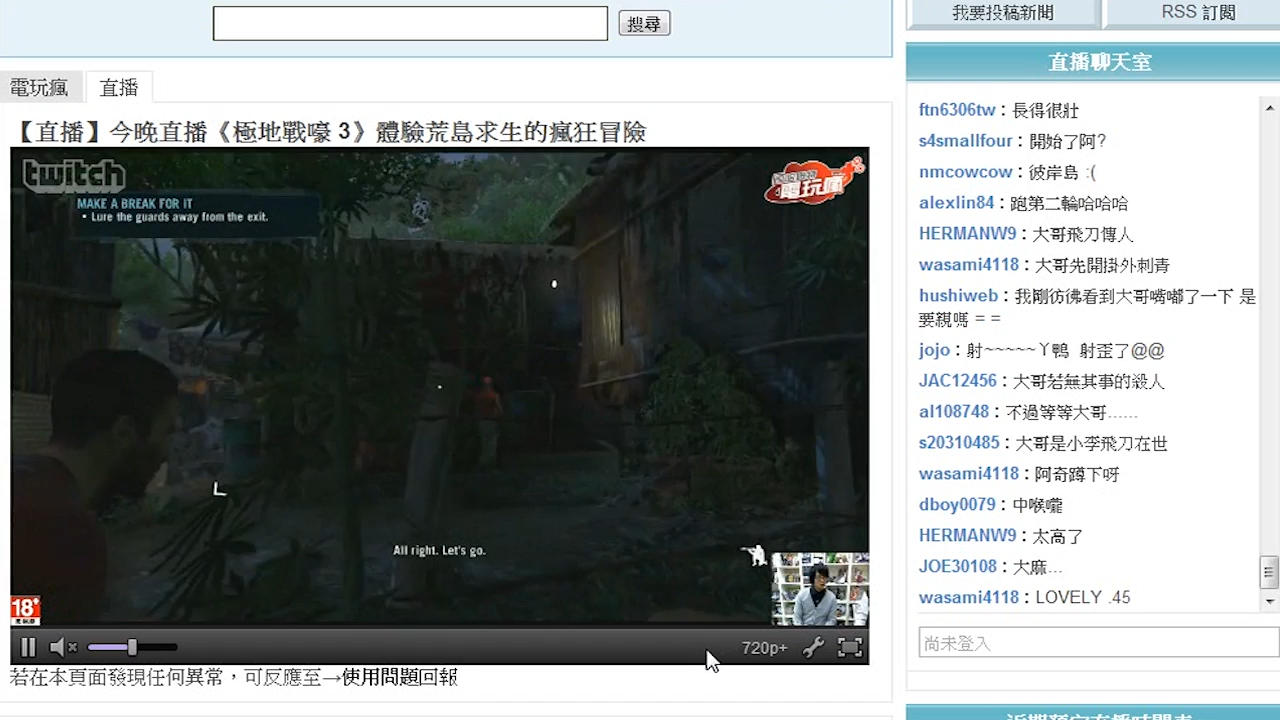 搜尋
我要投稿新聞
RSS 訂閱
電玩瘋
直播
【直播】今晚直播《極地戰嚎 3》體驗荒島求生的瘋狂冒險
twitch
電玩瘋
MAKE A BREAK FOR IT
• Lure the guards away from the exit.
All right. Let's go.
18+
720p+
若在本頁面發現任何異常，可反應至→使用問題回報
直播聊天室
ftn6306tw：長得很壯
s4smallfour：開始了阿?
nmcowcow：彼岸島 :(
alexlin84：跑第二輪哈哈哈
HERMANW9：大哥飛刀傳人
wasami4118：大哥先開掛外刺青
hushiweb：我剛彷彿看到大哥嘴嘟了一下 是
要親嗎 = =
jojo：射~~~~~ㄚ鴨 射歪了@@
JAC12456：大哥若無其事的殺人
al108748：不過等等大哥......
s20310485：大哥是小李飛刀在世
wasami4118：阿奇蹲下呀
dboy0079：中喉嚨
HERMANW9：太高了
JOE30108：大麻...
wasami4118：LOVELY .45
尚未登入